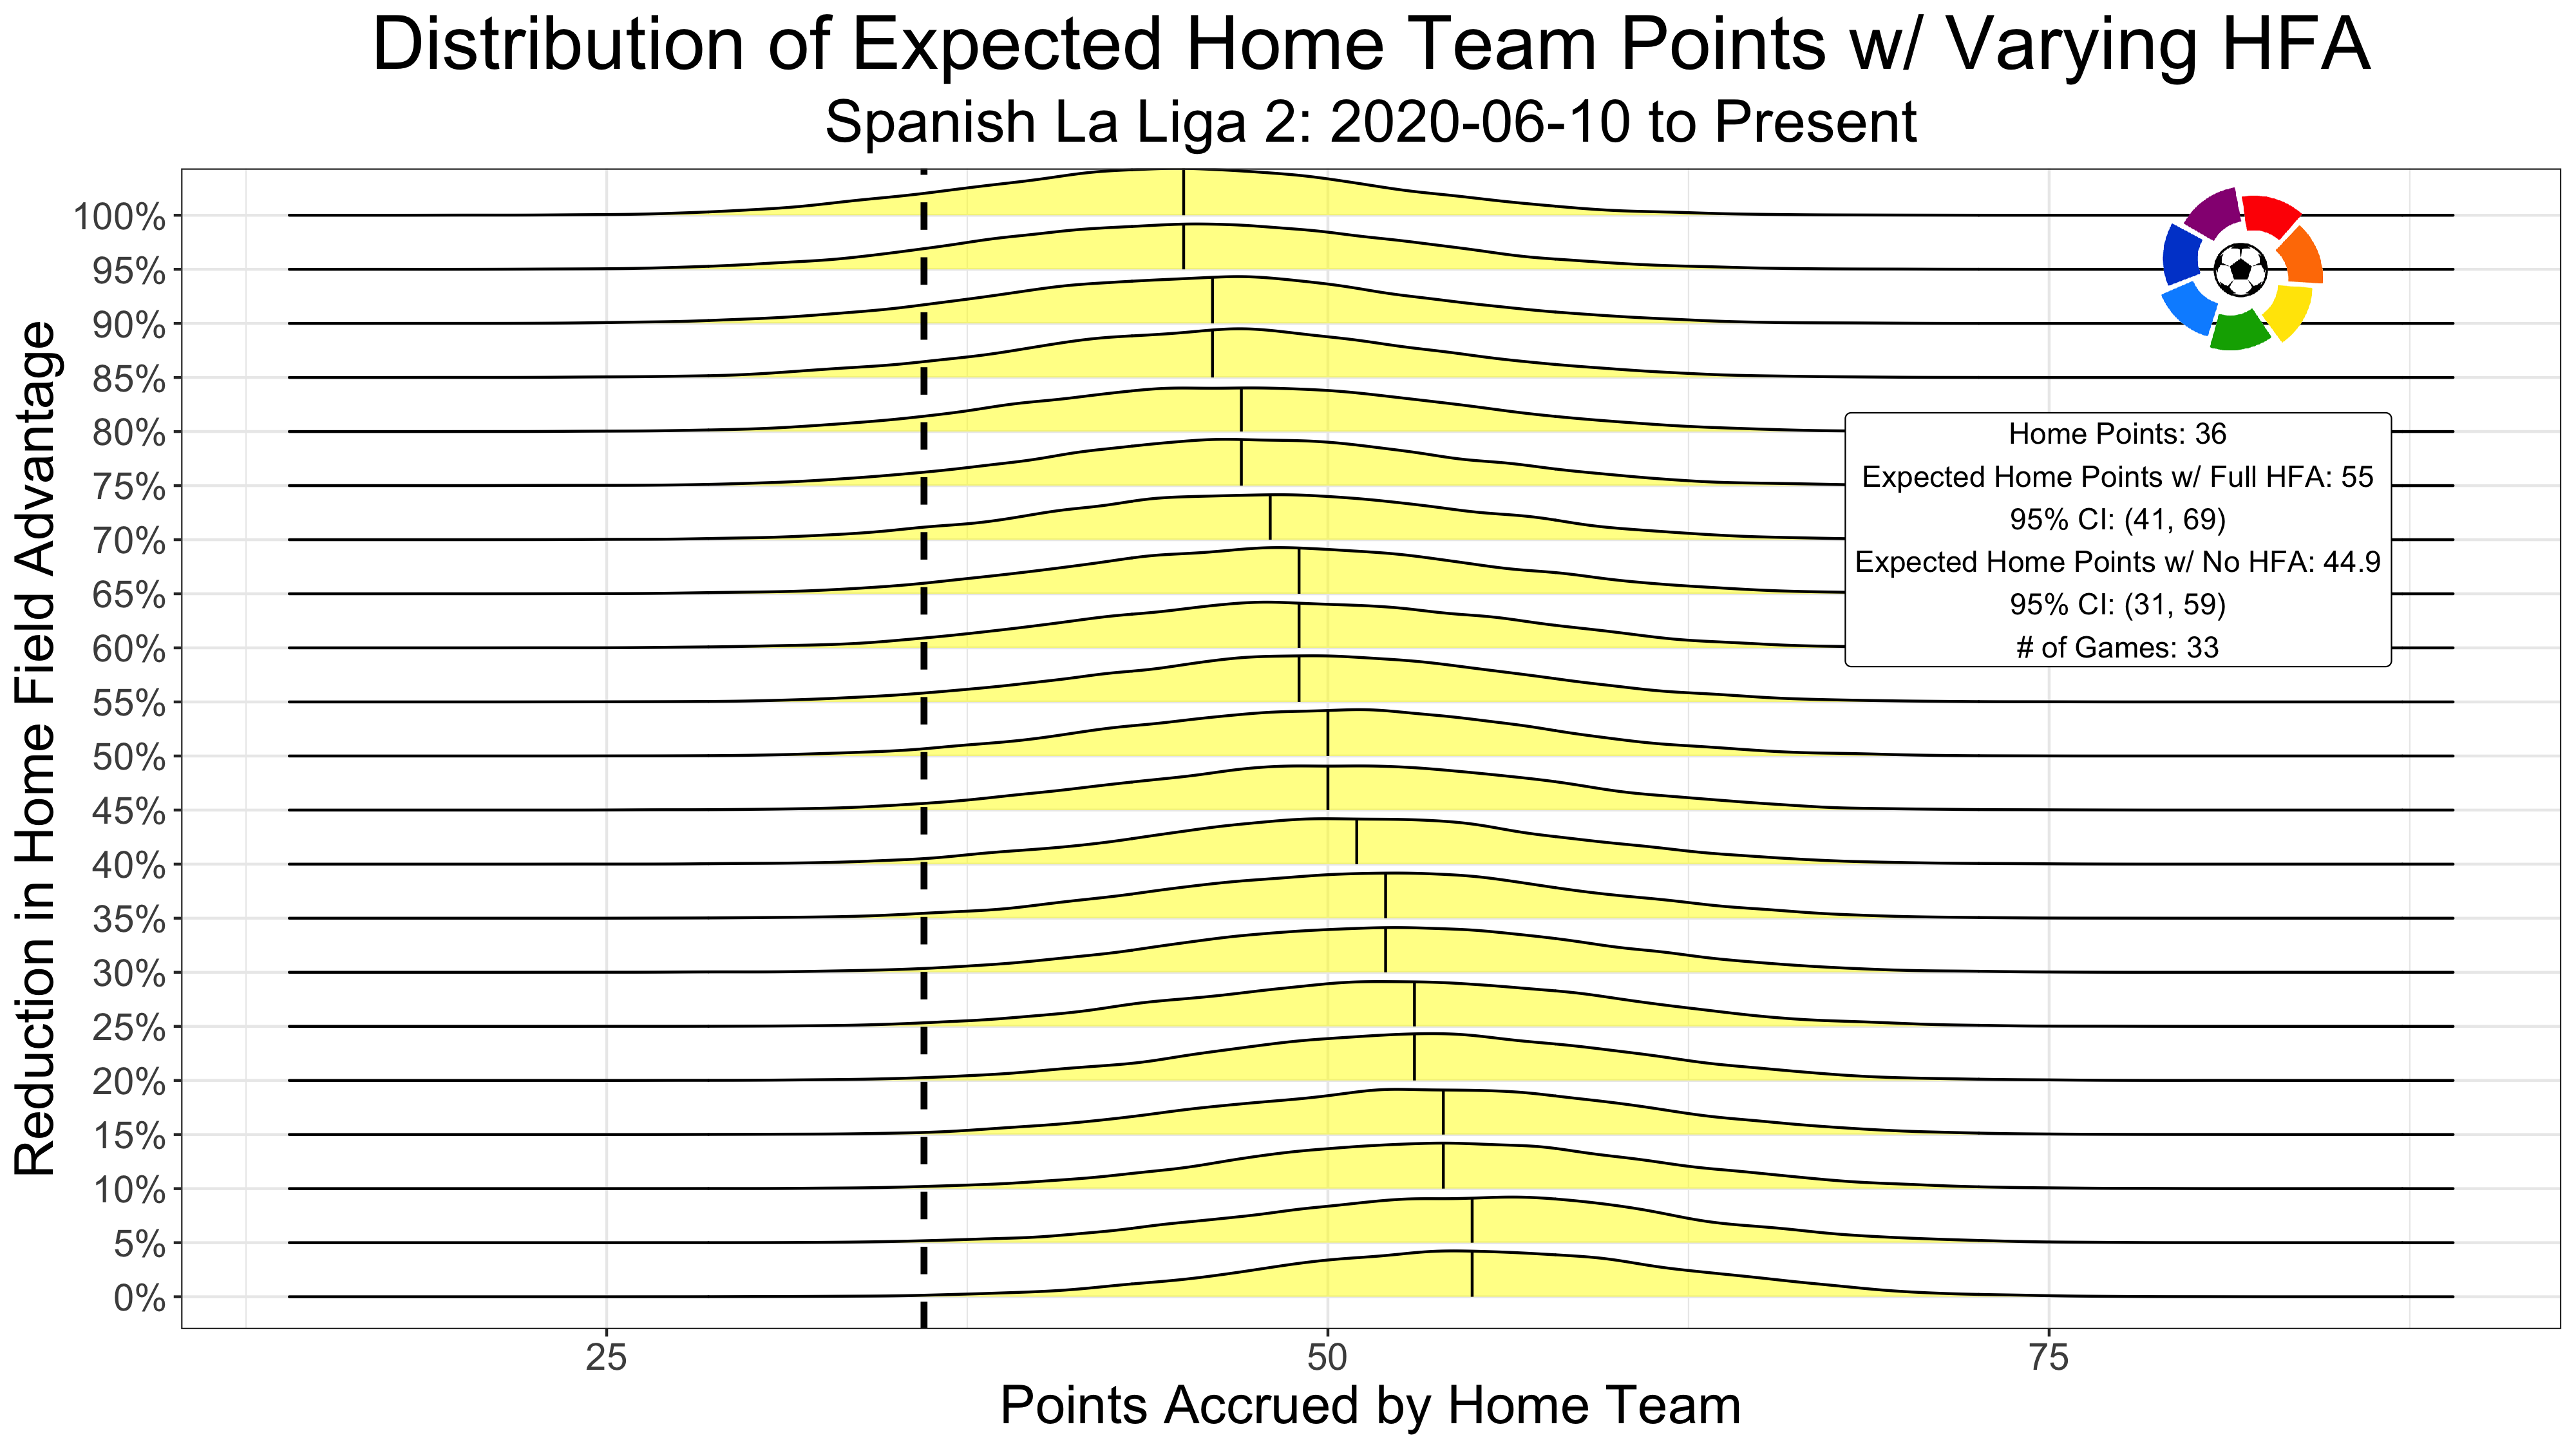 Distribution of Expected Home Team Points w/ Varying HFA
Spanish La Liga 2: 2020-06-10 to Present
Reduction in Home Field Advantage
100%
95%
90%
85%
80%
75%
70%
65%
60%
55%
50%
45%
40%
35%
30%
25%
20%
15%
10%
5%
0%
Home Points: 36
Expected Home Points w/ Full HFA: 55
95% CI: (41, 69)
Expected Home Points w/ No HFA: 44.9
95% CI: (31, 59)
# of Games: 33
25
50
75
Points Accrued by Home Team